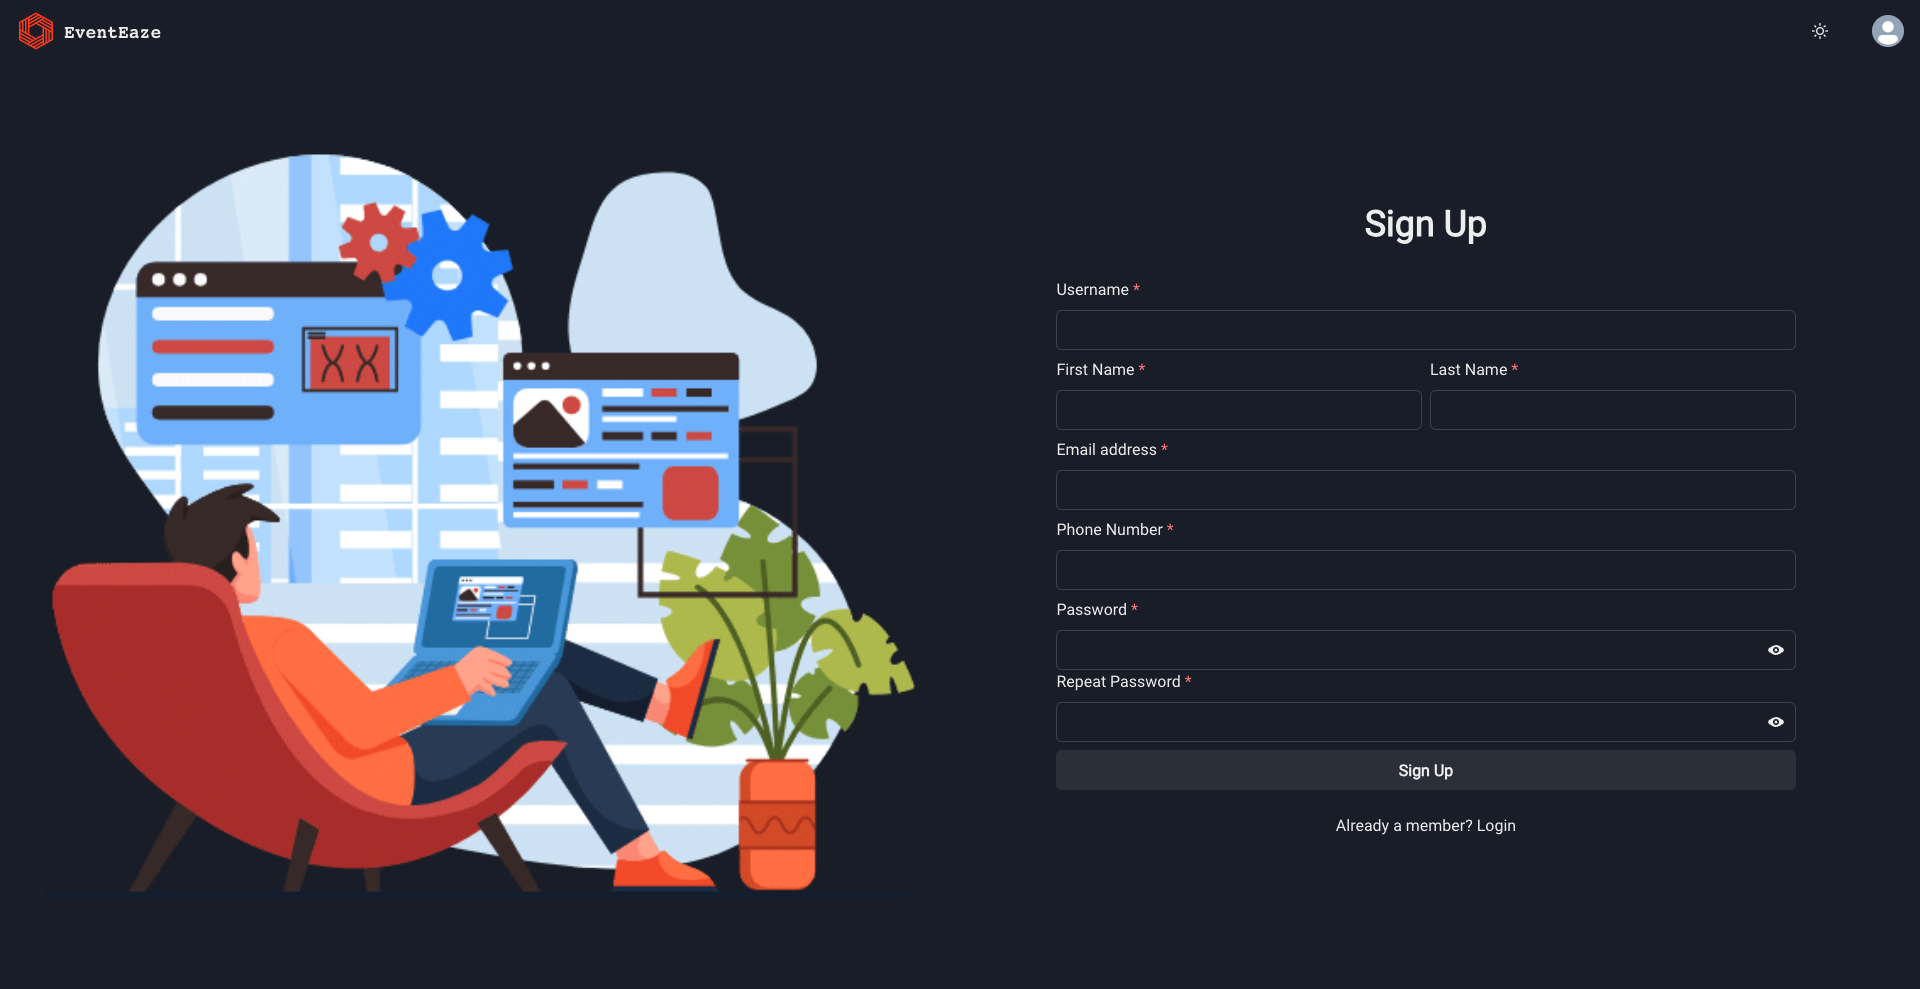 EventEaze
Sign Up
Username *
First Name * Last Name *
Email address *
Phone Number *
Password *
Repeat Password *
Sign Up
Already a member? Login